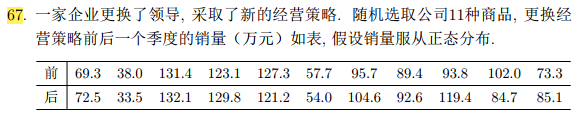 67. 一家企业更换了领导, 采取了新的经营策略. 随机选取公司11种商品, 更换经
营策略前后一个季度的销量（万元）如表, 假设销量服从正态分布.
前 69.3 38.0 131.4 123.1 127.3 57.7 95.7 89.4 93.8 102.0 73.3
后 72.5 33.5 132.1 129.8 121.2 54.0 104.6 92.6 119.4 84.7 85.1